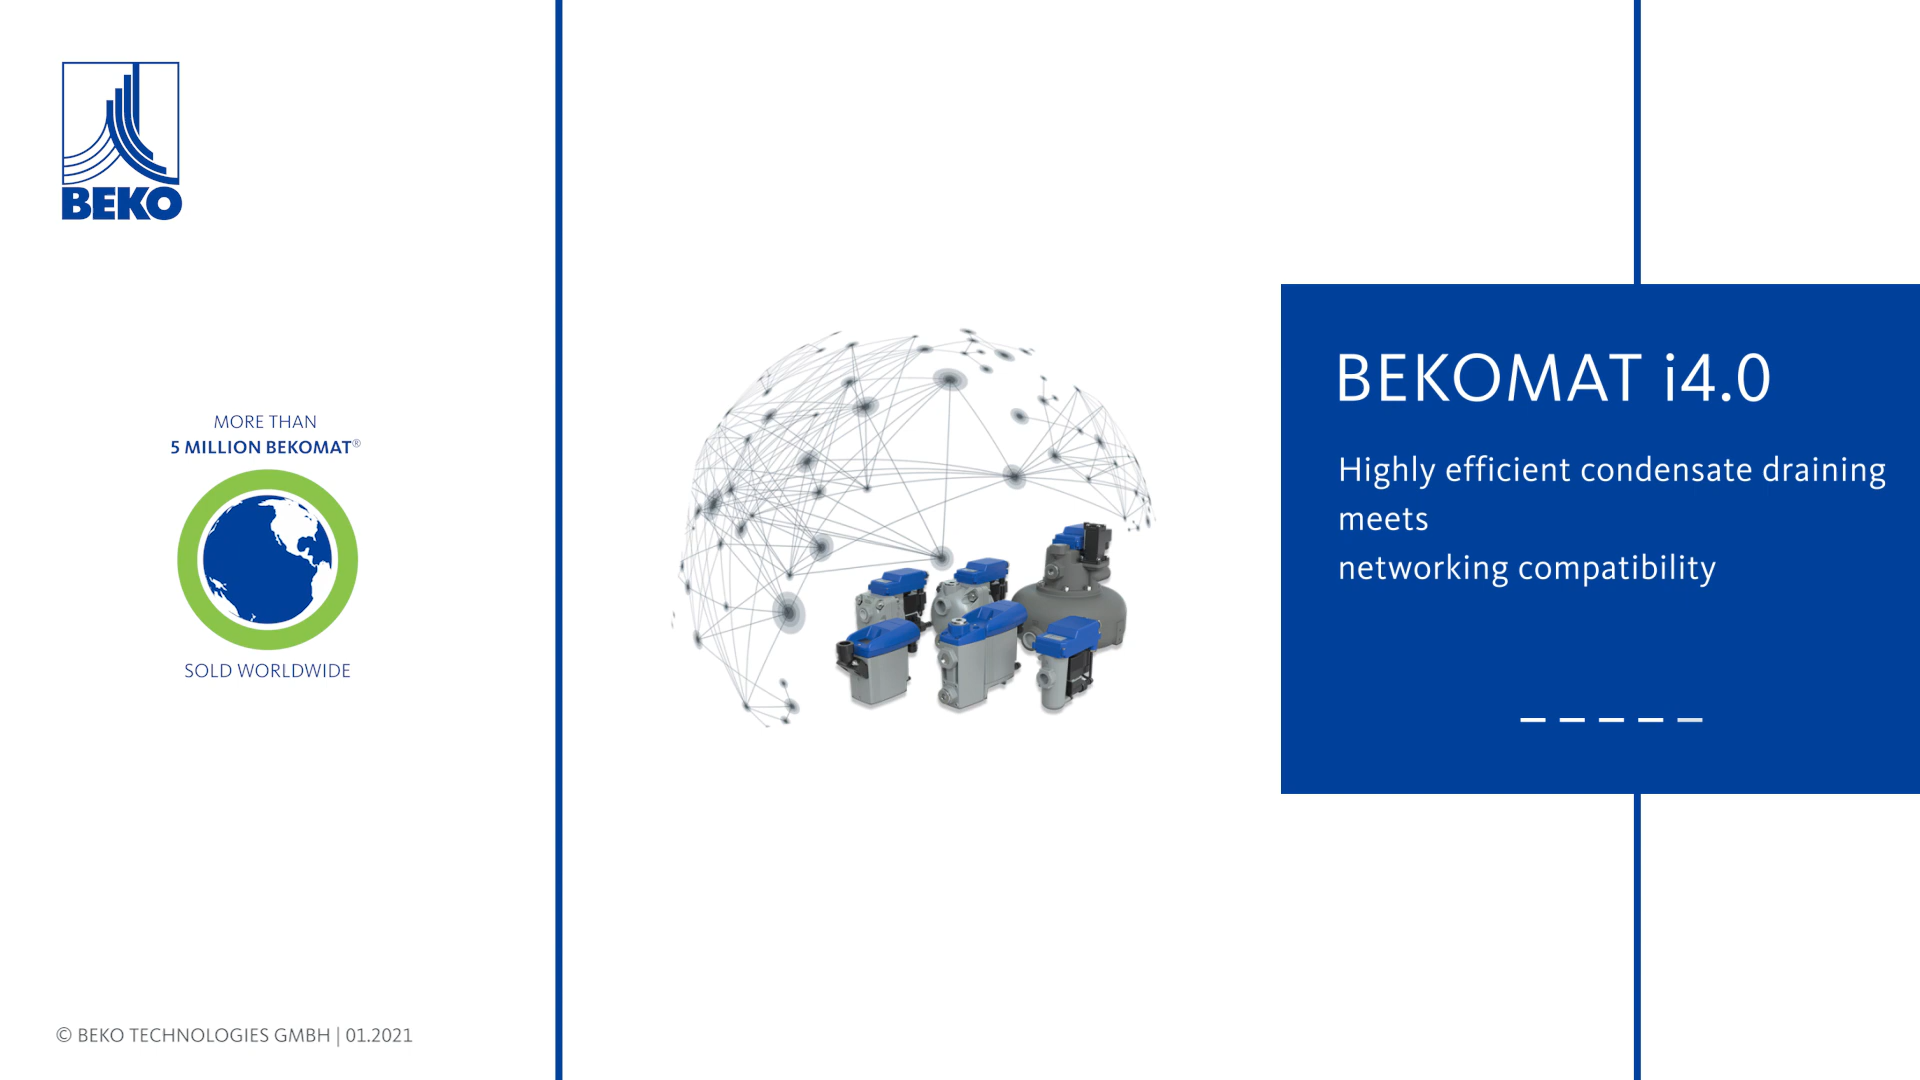 BEKO
MORE THAN
5 MILLION BEKOMAT®
SOLD WORLDWIDE
BEKOMAT i4.0
Highly efficient condensate draining
meets
networking compatibility
© BEKO TECHNOLOGIES GMBH | 01.2021